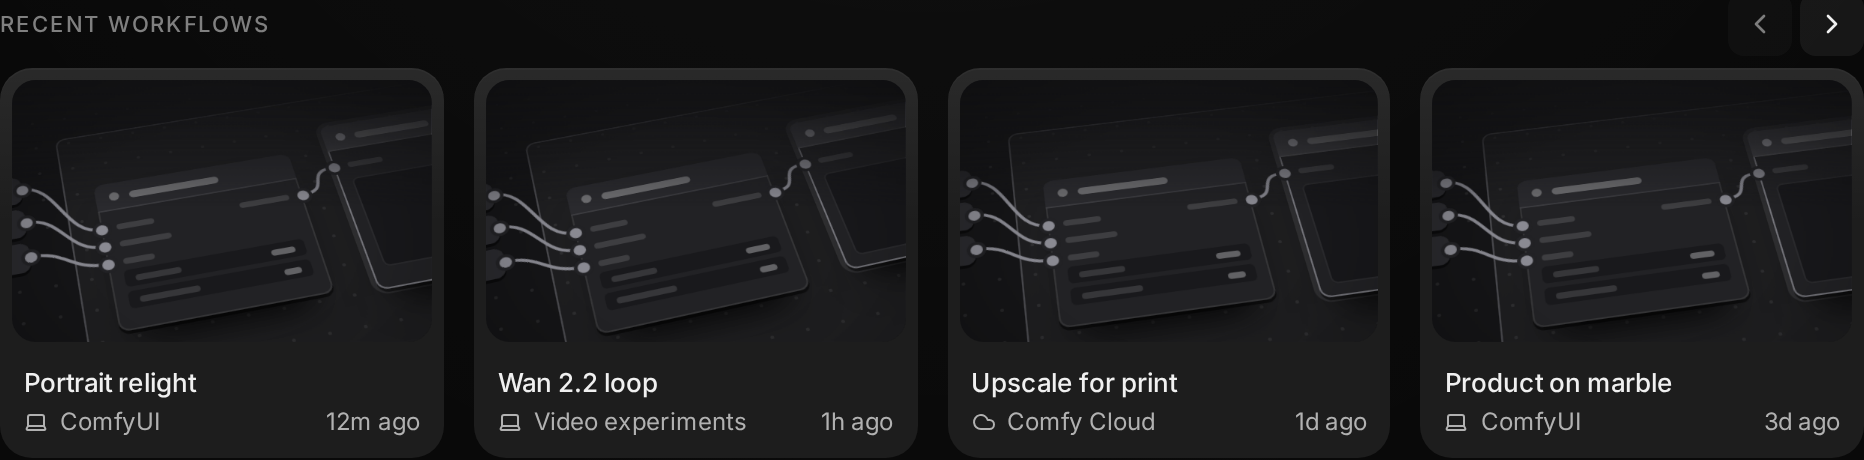 RECENT WORKFLOWS
Portrait relight
ComfyUI 12m ago
Wan 2.2 loop
Video experiments 1h ago
Upscale for print
Comfy Cloud 1d ago
Product on marble
ComfyUI 3d ago